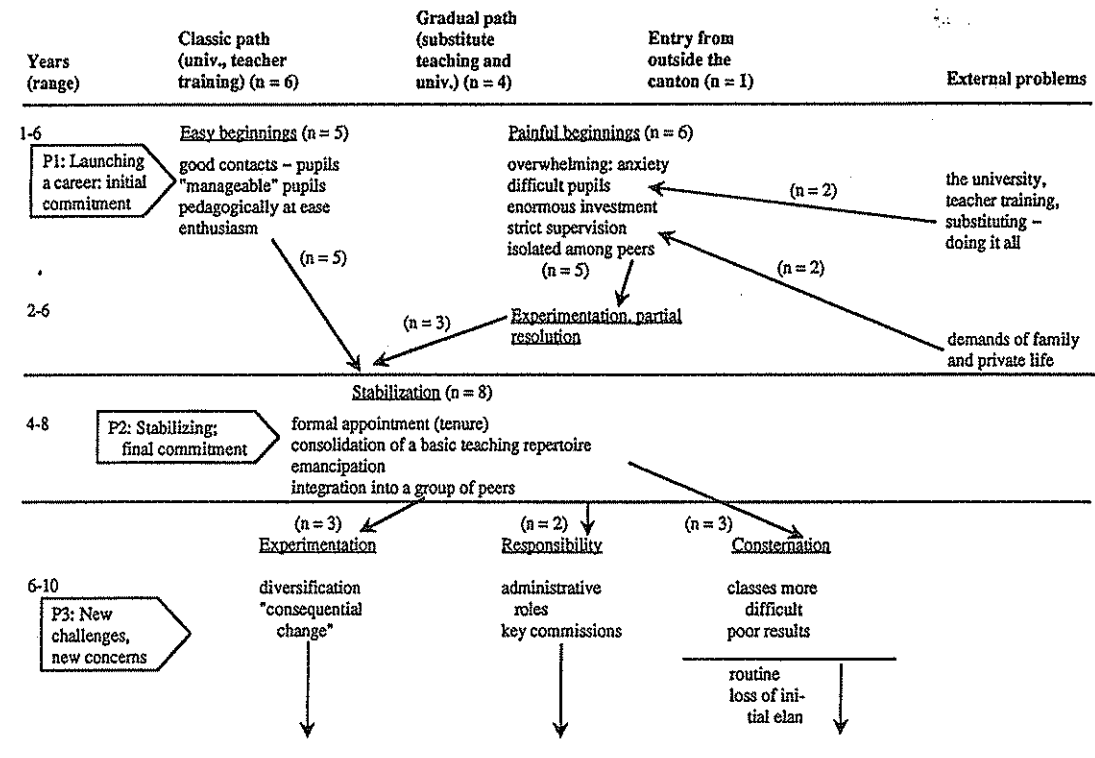 Years
(range)
Classic path
(univ., teacher
training) (n = 6)
Gradual path
(substitute
teaching and
univ.) (n = 4)
Entry from
outside the
canton (n = 1)
External problems
1-6
P1: Launching
a career: initial
commitment
Easy beginnings (n = 5)
good contacts – pupils
"manageable" pupils
pedagogically at ease
enthusiasm
(n = 5)
Painful beginnings (n = 6)
overwhelming: anxiety
difficult pupils
enormous investment
strict supervision
isolated among peers
(n = 5)
(n = 2)
the university,
teacher training,
substituting –
doing it all
(n = 2)
2-6
(n = 3)
Experimentation, partial
resolution
demands of family
and private life
Stabilization (n = 8)
4-8
P2: Stabilizing;
final commitment
formal appointment (tenure)
consolidation of a basic teaching repertoire
emancipation
integration into a group of peers
(n = 3)
Experimentation
(n = 2)
Responsibility
(n = 3)
Consternation
6-10
P3: New
challenges,
new concerns
diversification
"consequential
change"
administrative
roles
key commissions
classes more
difficult
poor results
routine
loss of ini-
tial elan